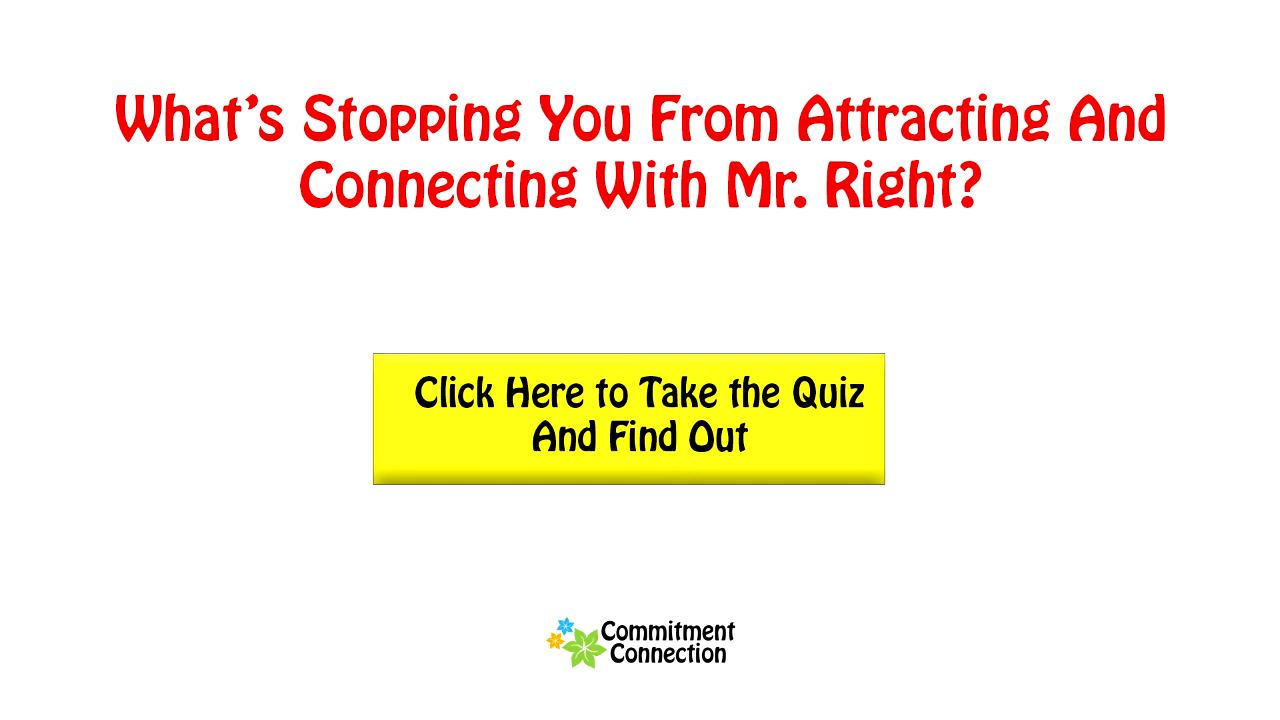 What's Stopping You From Attracting And
Connecting With Mr. Right?
Click Here to Take the Quiz
And Find Out
Commitment
Connection